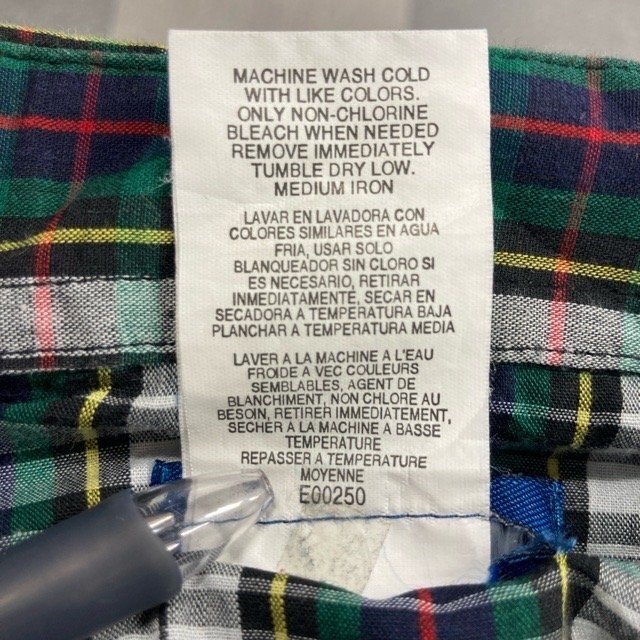 MACHINE WASH COLD
WITH LIKE COLORS.
ONLY NON-CHLORINE
BLEACH WHEN NEEDED
REMOVE IMMEDIATELY
TUMBLE DRY LOW.
MEDIUM IRON
LAVAR EN LAVADORA CON
COLORES SIMILARES EN AGUA
FRIA, USAR SOLO
BLANQUEADOR SIN CLORO SI
ES NECESARIO, RETIRAR
INMEDIATAMENTE, SECAR EN
SECADORA A TEMPERATURA BAJA
PLANCHAR A TEMPERATURA MEDIA
LAVER A LA MACHINE A L'EAU
FROIDE A VEC COULEURS
SEMBLABLES, AGENT DE
BLANCHIMENT, NON CHLORE AU
BESOIN, RETIRER IMMEDIATEMENT,
SECHER A LA MACHINE A BASSE
TEMPERATURE
REPASSER A TEMPERATURE
MOYENNE
E00250